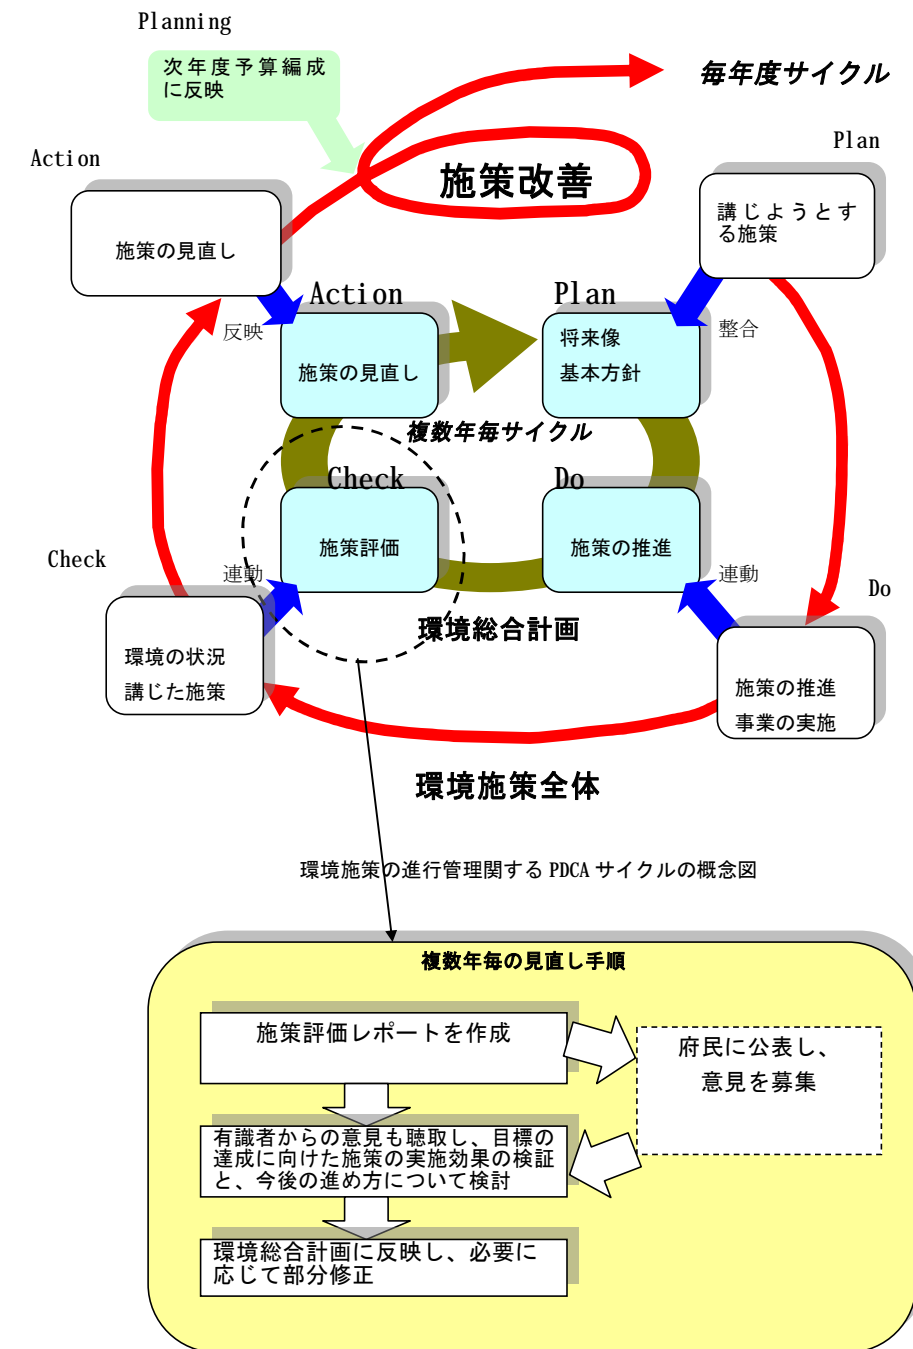 Planning
次年度予算編成
に反映
毎年度サイクル
Action
Plan
施策改善
施策の見直し
講じようとす
る施策
Action
Plan
反映
整合
施策の見直し
将来像
基本方針
複数年毎サイクル
Check
Do
施策評価
施策の推進
Check
連動
連動
Do
環境総合計画
環境の状況
講じた施策
施策の推進
事業の実施
環境施策全体
環境施策の進行管理関する PDCA サイクルの概念図
複数年毎の見直し手順
施策評価レポートを作成
府民に公表し、
意見を募集
有識者からの意見も聴取し、目標の
達成に向けた施策の実施効果の検証
と、今後の進め方について検討
環境総合計画に反映し、必要に
応じて部分修正